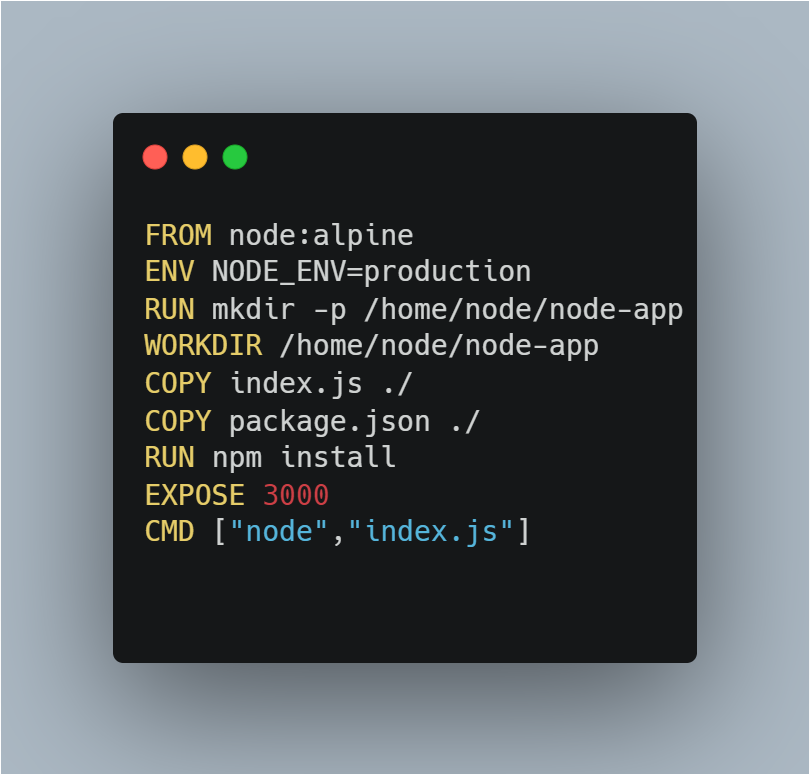 FROM node:alpine
ENV NODE_ENV=production
RUN mkdir -p /home/node/node-app
WORKDIR /home/node/node-app
COPY index.js ./
COPY package.json ./
RUN npm install
EXPOSE 3000
CMD ["node","index.js"]